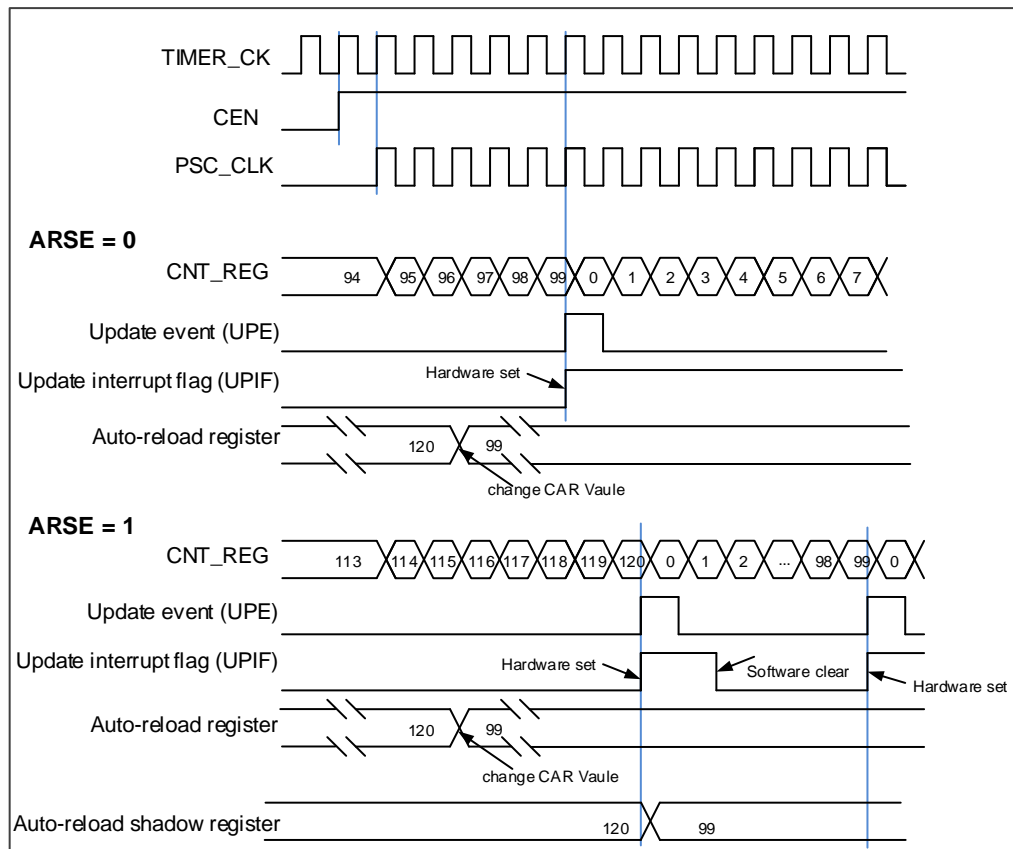 TIMER_CK
CEN
PSC_CLK
ARSE = 0
CNT_REG 94 95 96 97 98 99 0 1 2 3 4 5 6 7
Update event (UPE)
Update interrupt flag (UPIF) Hardware set
Auto-reload register 120 99
change CAR Vaule
ARSE = 1
CNT_REG 113 114 115 116 117 118 119 120 0 1 2 ... 98 99 0
Update event (UPE)
Update interrupt flag (UPIF) Hardware set Software clear Hardware set
Auto-reload register 120 99
change CAR Vaule
Auto-reload shadow register 120 99